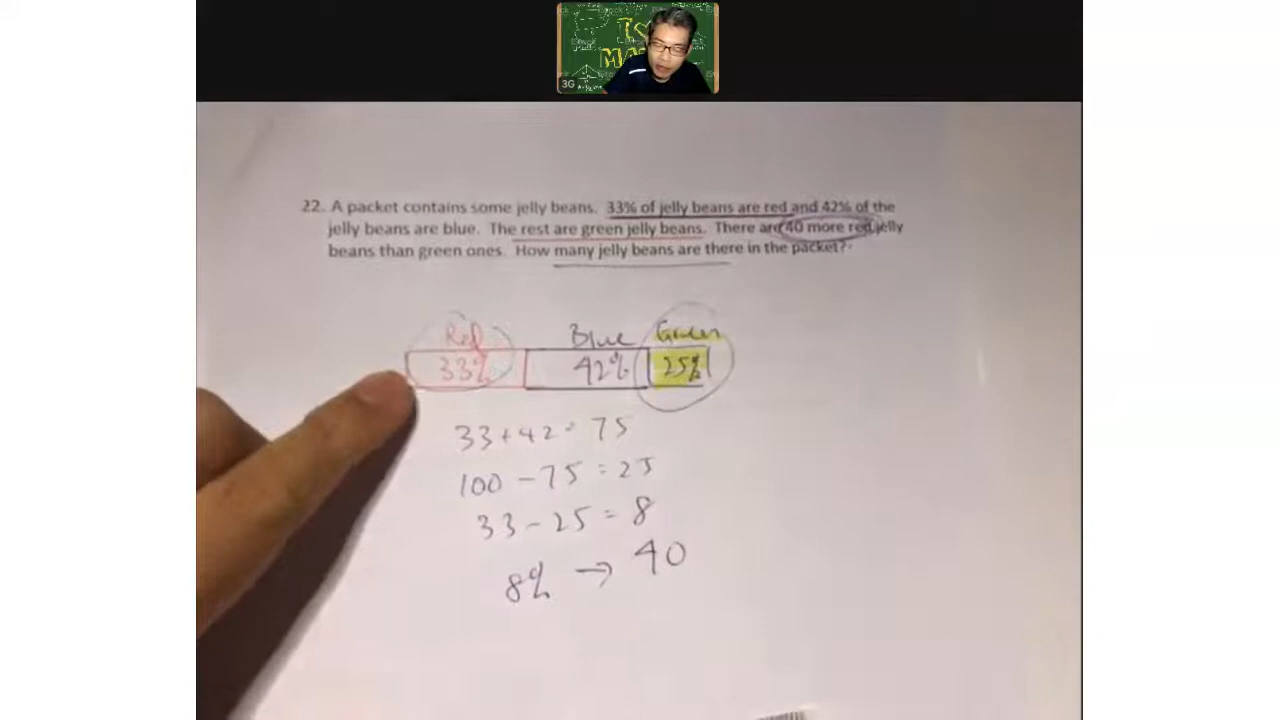 I
MA
3G
22. A packet contains some jelly beans. 33% of jelly beans are red and 42% of the
jelly beans are blue. The rest are green jelly beans. There are 40 more red jelly
beans than green ones. How many jelly beans are there in the packet?
Red Blue Green
33% 42% 25%
33+42=75
100-75=25
33-25=8
8% → 40